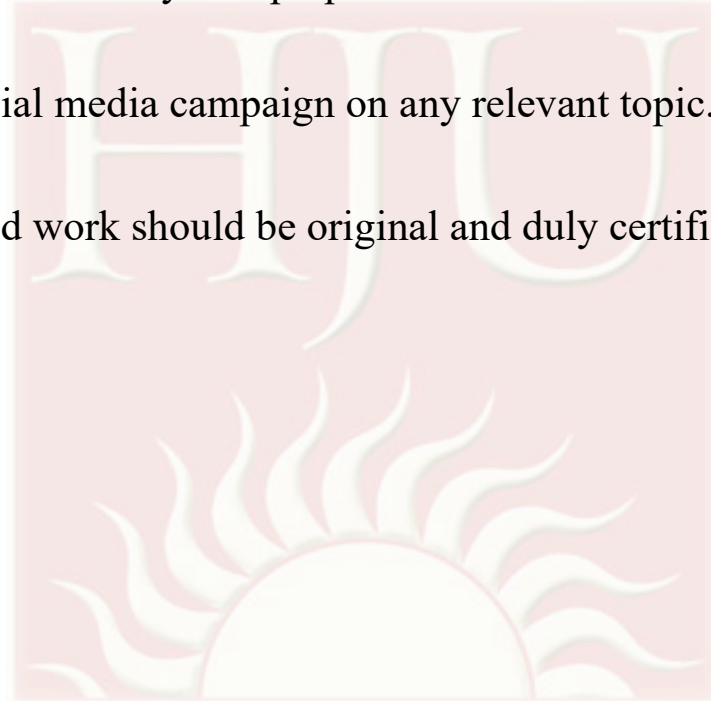 HJU
ial media campaign on any relevant topic.
d work should be original and duly certifi